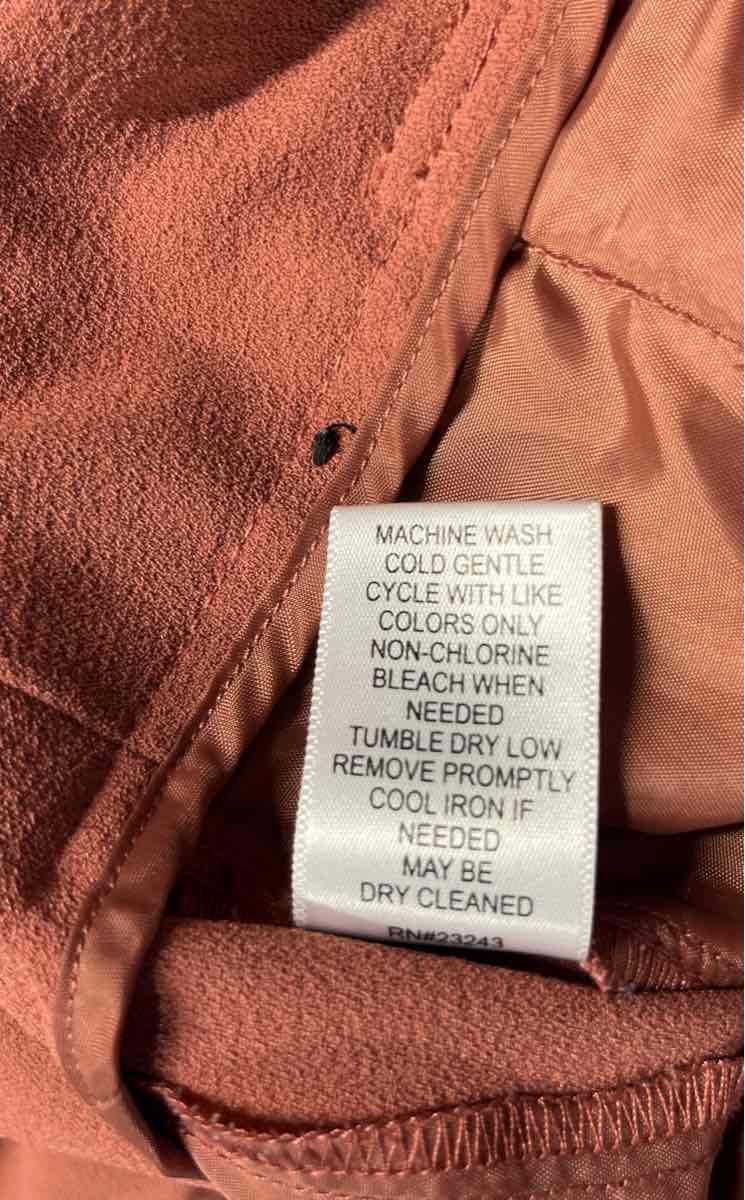 MACHINE WASH
COLD GENTLE
CYCLE WITH LIKE
COLORS ONLY
NON-CHLORINE
BLEACH WHEN
NEEDED
TUMBLE DRY LOW
REMOVE PROMPTLY
COOL IRON IF
NEEDED
MAY BE
DRY CLEANED
RN#23243